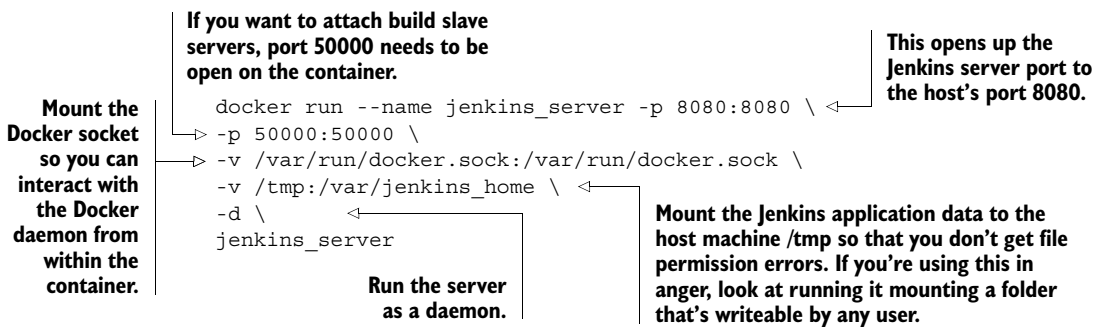 If you want to attach build slave
servers, port 50000 needs to be
open on the container.
This opens up the
Jenkins server port to
the host's port 8080.
Mount the
Docker socket
so you can
interact with
the Docker
daemon from
within the
container.
docker run --name jenkins_server -p 8080:8080 \
-p 50000:50000 \
-v /var/run/docker.sock:/var/run/docker.sock \
-v /tmp:/var/jenkins_home \
-d \
jenkins_server
Run the server
as a daemon.
Mount the Jenkins application data to the
host machine /tmp so that you don't get file
permission errors. If you're using this in
anger, look at running it mounting a folder
that's writeable by any user.